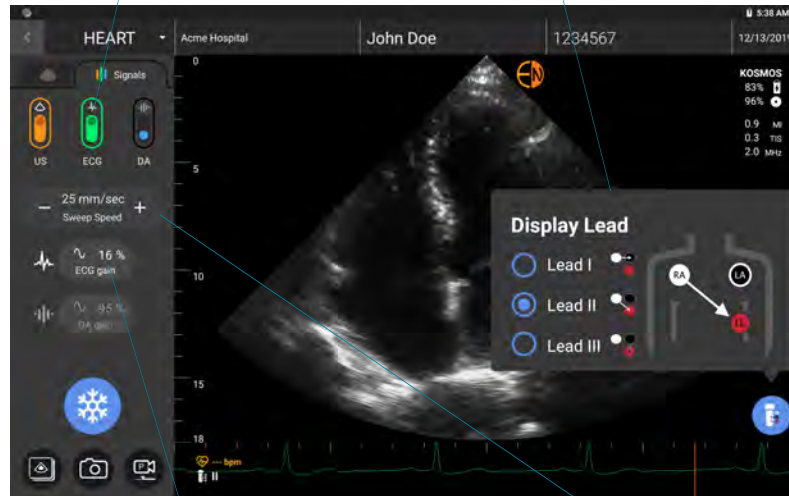 5:38 AM
HEART
Acme Hospital
John Doe
1234567
12/13/2019
Signals
US
ECG
DA
25 mm/sec
Sweep Speed
16 %
ECG gain
95 %
DA gain
0
5
10
15
18
N
KOSMOS
83%
96%
0.9 MI
0.3 TIS
2.0 MHz
Display Lead
Lead I
Lead II
Lead III
RA
LA
LL
--- bpm
II
P